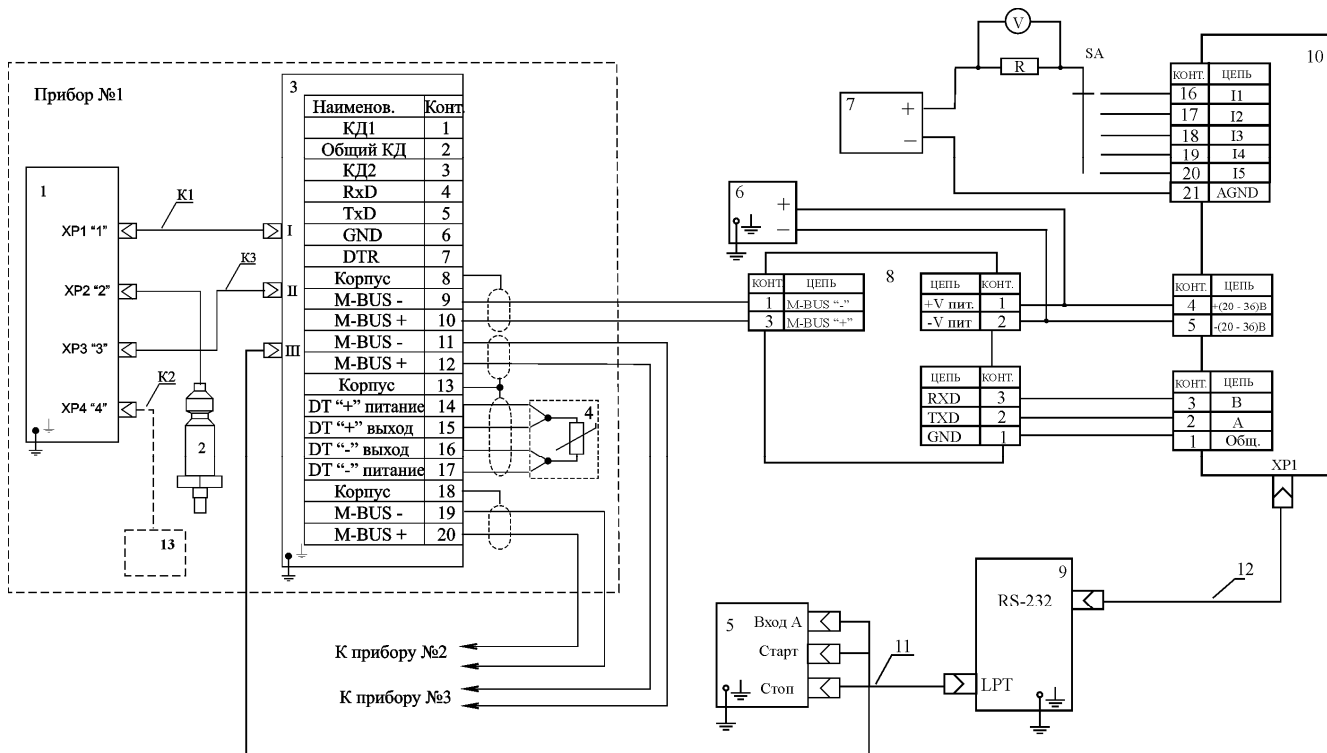 Прибор №1
1
XP1 “1”
XP2 “2”
XP3 “3”
XP4 “4”
К1
К3
К2
2
13
3
I
II
III
Наименов. Конт.
КД1 1
Общий КД 2
КД2 3
RxD 4
TxD 5
GND 6
DTR 7
Корпус 8
M-BUS - 9
M-BUS + 10
M-BUS - 11
M-BUS + 12
Корпус 13
DT “+” питание 14
DT “+” выход 15
DT “-” выход 16
DT “-” питание 17
Корпус 18
M-BUS - 19
M-BUS + 20
4
К прибору №2
К прибору №3
V
R
SA
7
+
−
6
+
−
10
КОНТ. ЦЕПЬ
16 I1
17 I2
18 I3
19 I4
20 I5
21 AGND
8
КОНТ. ЦЕПЬ
1 M-BUS “-”
3 M-BUS “+”
ЦЕПЬ КОНТ.
+V пит. 1
-V пит 2
КОНТ. ЦЕПЬ
4 +(20 - 36)В
5 -(20 - 36)В
ЦЕПЬ КОНТ.
RXD 3
TXD 2
GND 1
КОНТ. ЦЕПЬ
3 B
2 A
1 Общ.
XP1
5
Вход А
Старт
Стоп
11
9
RS-232
LPT
12